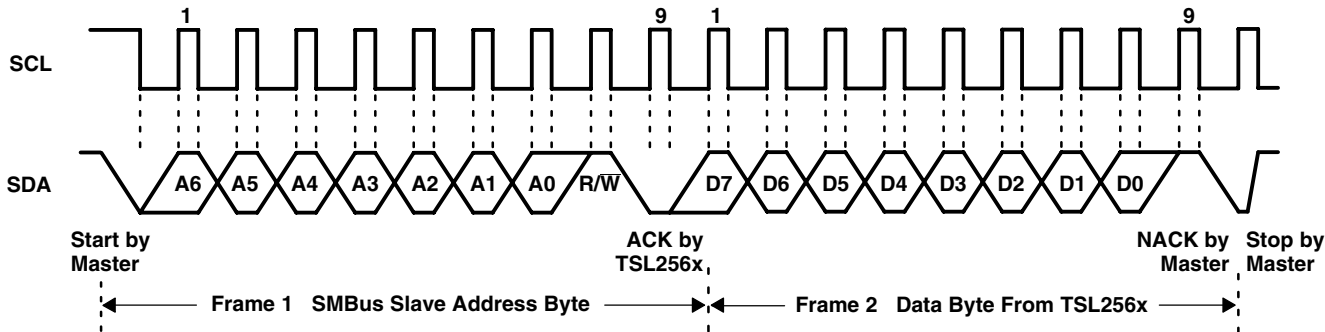 1 9 1 9
SCL
SDA A6 A5 A4 A3 A2 A1 A0 R/W̅ D7 D6 D5 D4 D3 D2 D1 D0
Start by Master
ACK by TSL256x
NACK by Master
Stop by Master
Frame 1 SMBus Slave Address Byte
Frame 2 Data Byte From TSL256x